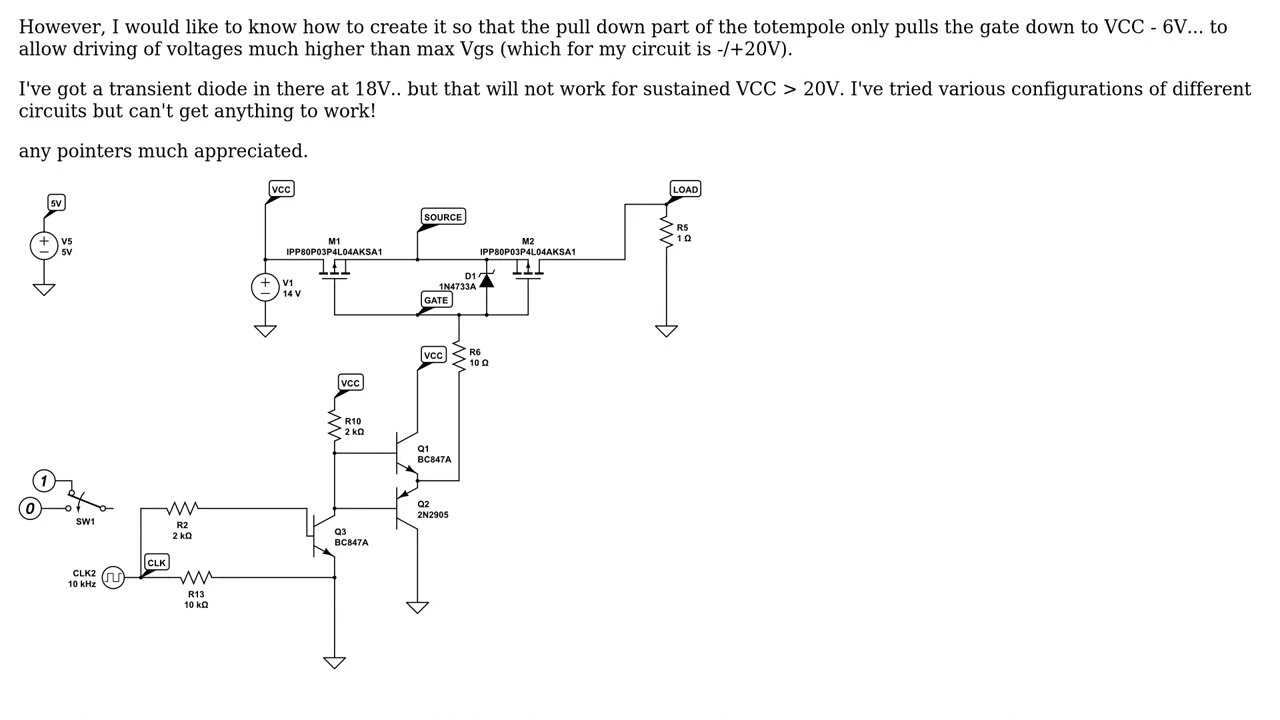 However, I would like to know how to create it so that the pull down part of the totempole only pulls the gate down to VCC - 6V... to
allow driving of voltages much higher than max Vgs (which for my circuit is -/+20V).
I've got a transient diode in there at 18V.. but that will not work for sustained VCC > 20V. I've tried various configurations of different
circuits but can't get anything to work!
any pointers much appreciated.
VCC
LOAD
5V
SOURCE
R5
1 Ω
V5
5V
M1
IPP80P03P4L04AKSA1
M2
IPP80P03P4L04AKSA1
V1
14 V
D1
1N4733A
GATE
VCC
R6
10 Ω
VCC
R10
2 kΩ
Q1
BC847A
1
0
SW1
R2
2 kΩ
Q2
2N2905
Q3
BC847A
CLK
CLK2
10 kHz
R13
10 kΩ